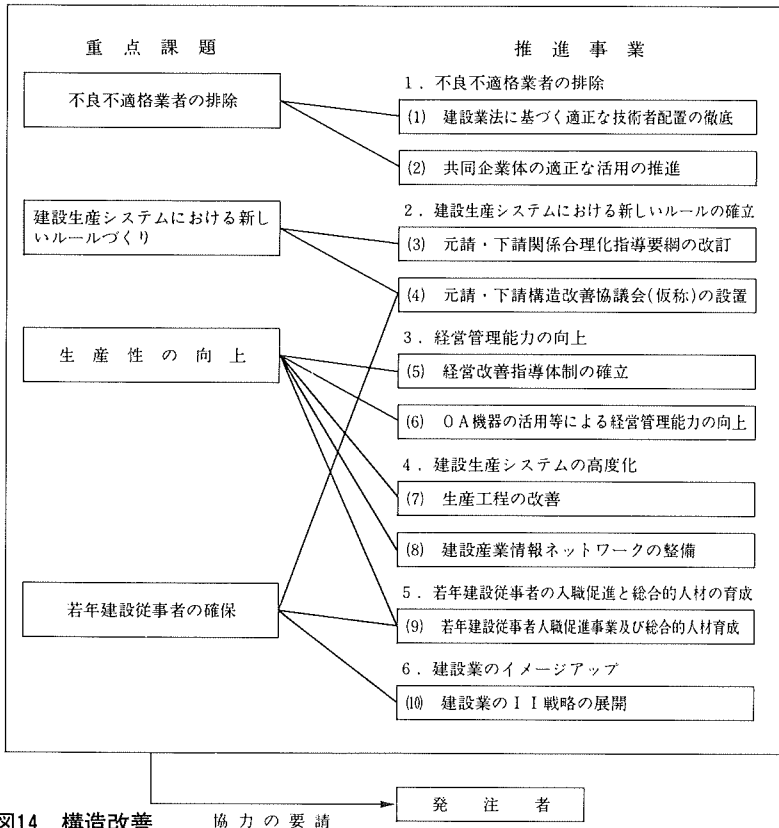 重点課題
推進事業
不良不適格業者の排除
1．不良不適格業者の排除
(1) 建設業法に基づく適正な技術者配置の徹底
(2) 共同企業体の適正な活用の推進
建設生産システムにおける新し
いルールづくり
2．建設生産システムにおける新しいルールの確立
(3) 元請・下請関係合理化指導要綱の改訂
(4) 元請・下請構造改善協議会(仮称)の設置
生産性の向上
3．経営管理能力の向上
(5) 経営改善指導体制の確立
(6) OA機器の活用等による経営管理能力の向上
4．建設生産システムの高度化
(7) 生産工程の改善
(8) 建設産業情報ネットワークの整備
若年建設従事者の確保
5．若年建設従事者の入職促進と総合的人材の育成
(9) 若年建設従事者入職促進事業及び総合的人材育成
6．建設業のイメージアップ
(10) 建設業のII戦略の展開
発注者
図14 構造改善
協力の要請